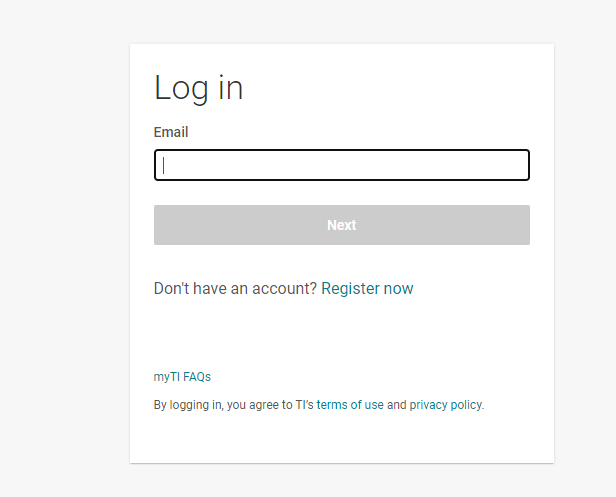 Log in
Email
Next
Don't have an account? Register now
myTI FAQs
By logging in, you agree to TI's terms of use and privacy policy.